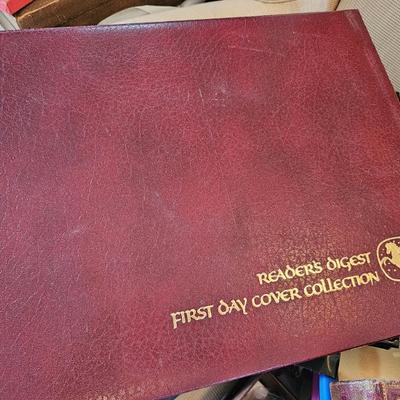 READER'S DIGEST
FIRST DAY COVER COLLECTION